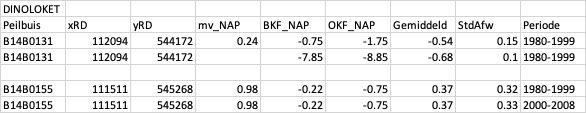 DINOLOKET
Peilbuis xRD yRD mv_NAP BKF_NAP OKF_NAP Gemiddeld StdAfw Periode
B14B0131 112094 544172 0.24 -0.75 -1.75 -0.54 0.15 1980-1999
B14B0131 112094 544172 -7.85 -8.85 -0.68 0.1 1980-1999
B14B0155 111511 545268 0.98 -0.22 -0.75 0.37 0.32 1980-1999
B14B0155 111511 545268 0.98 -0.22 -0.75 0.37 0.33 2000-2008